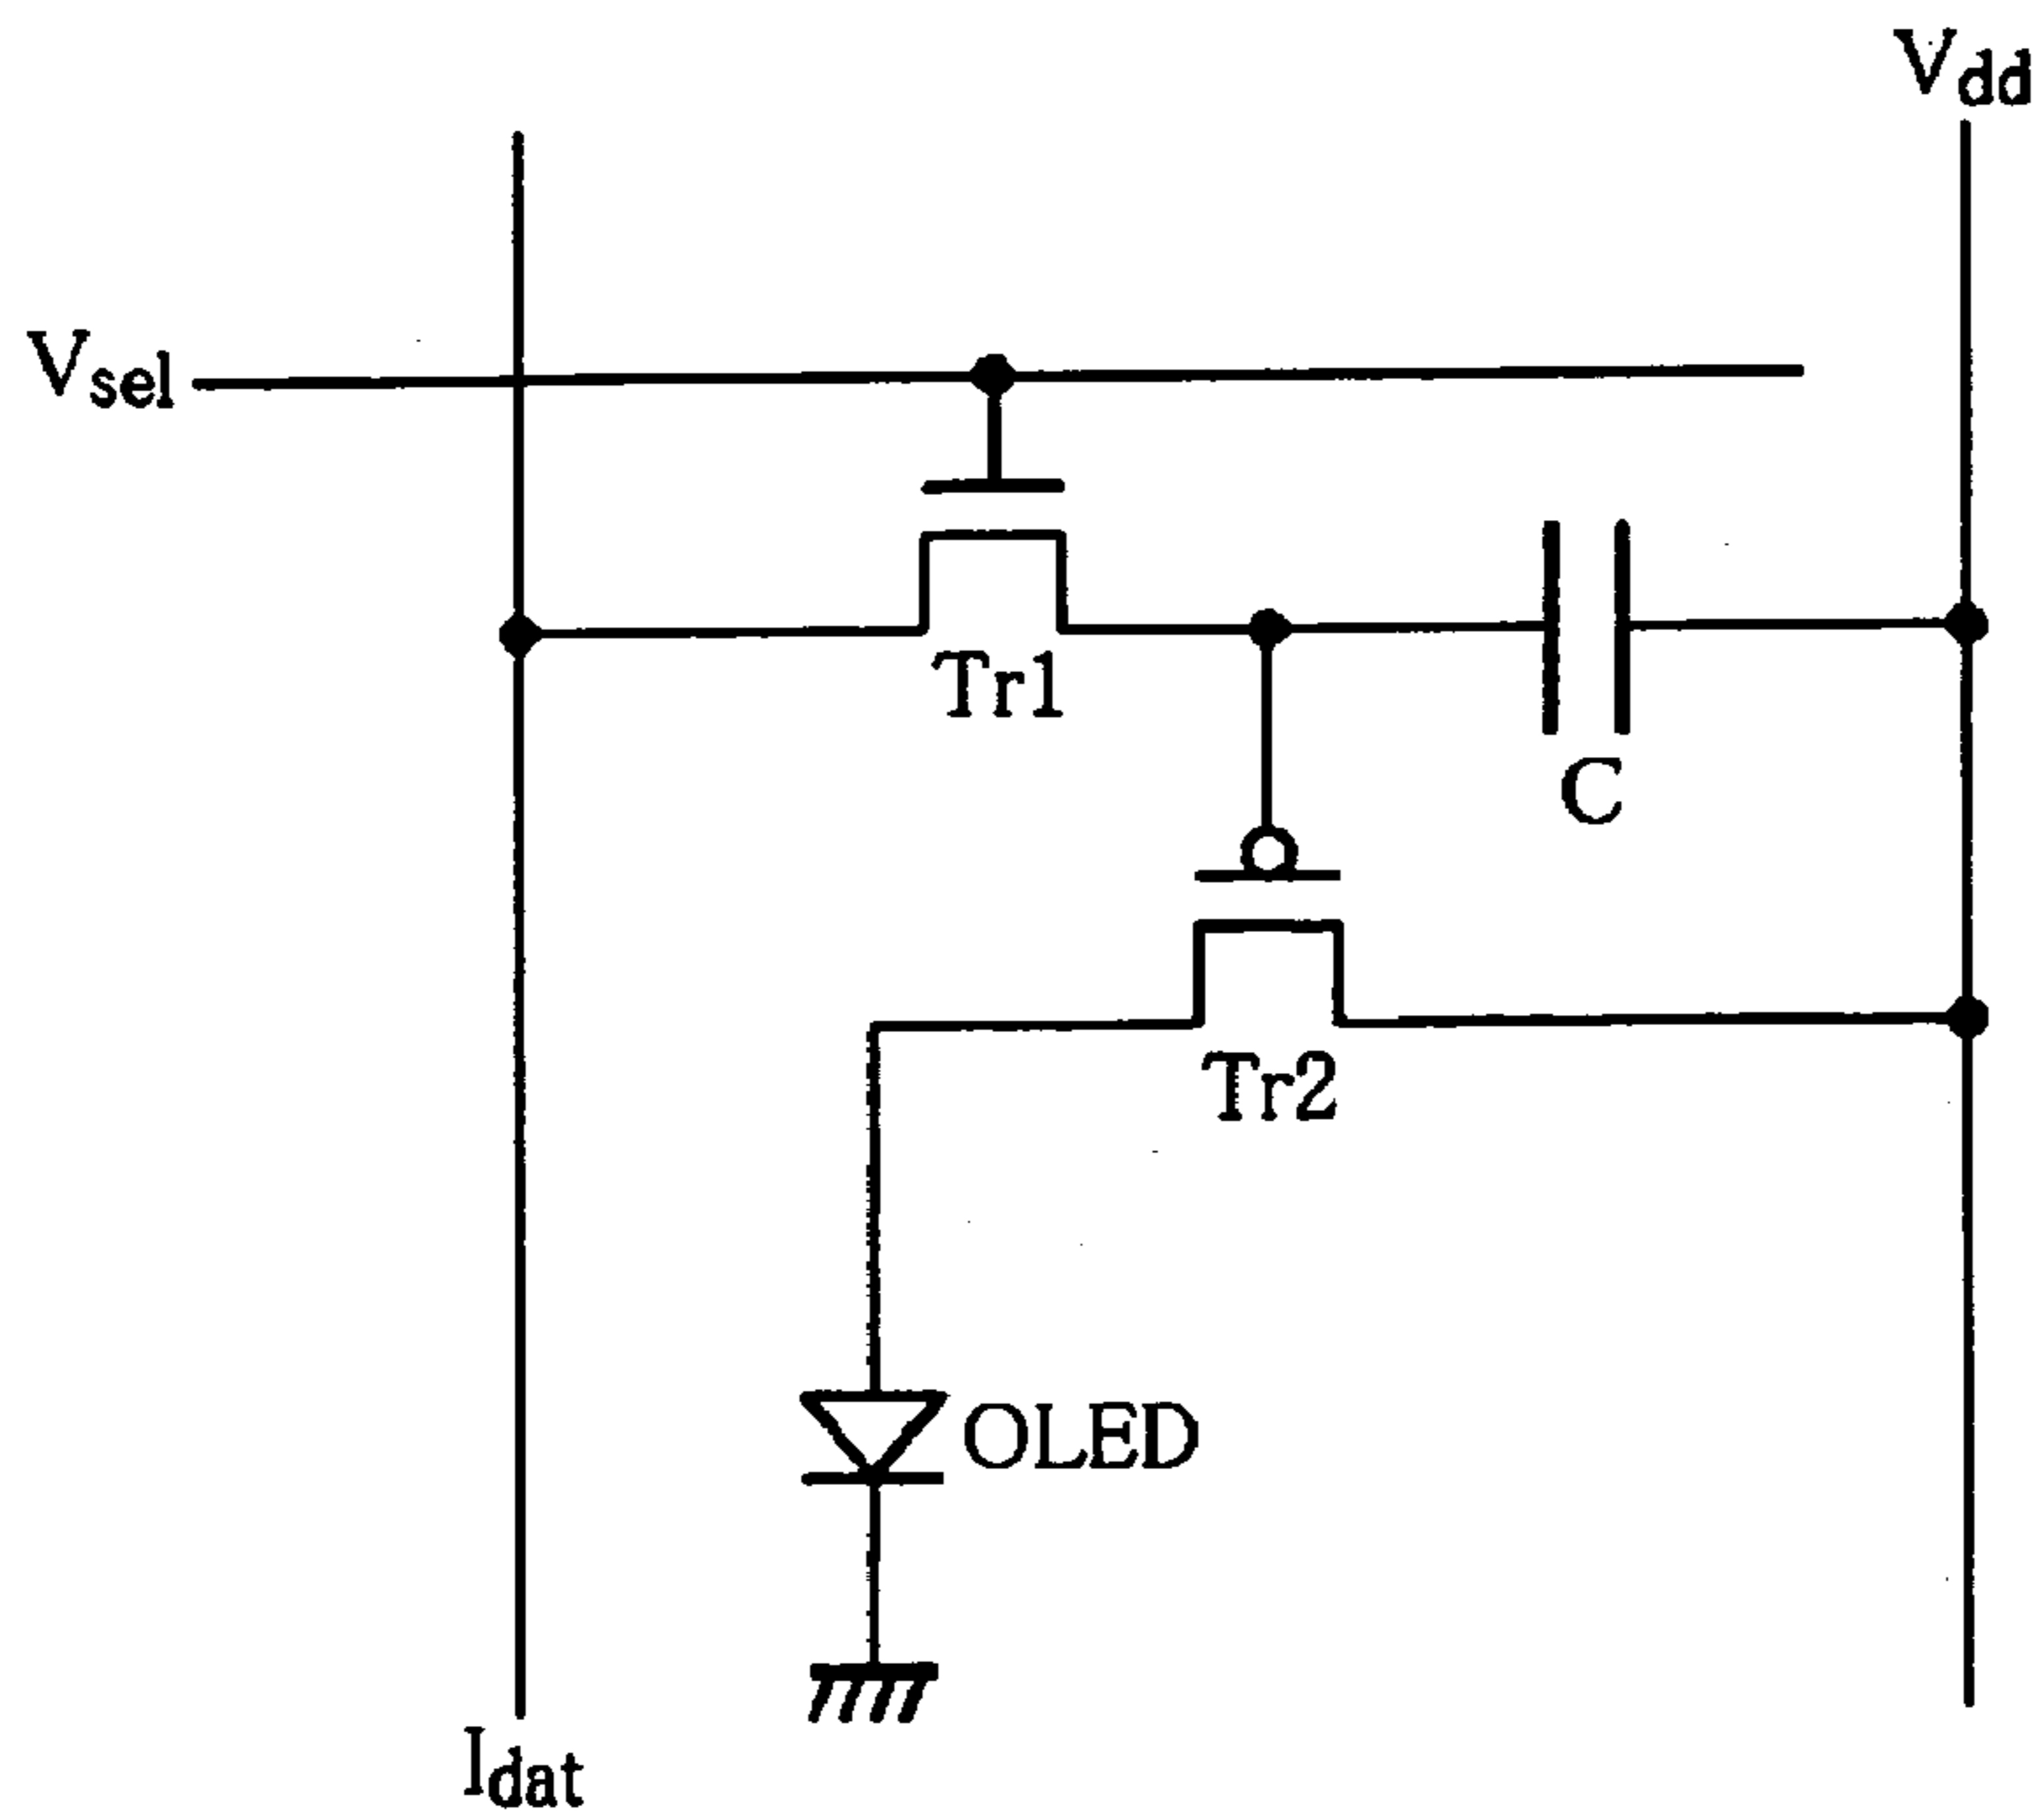 Vdd
Vsel
Tr1
C
Tr2
OLED
Idat